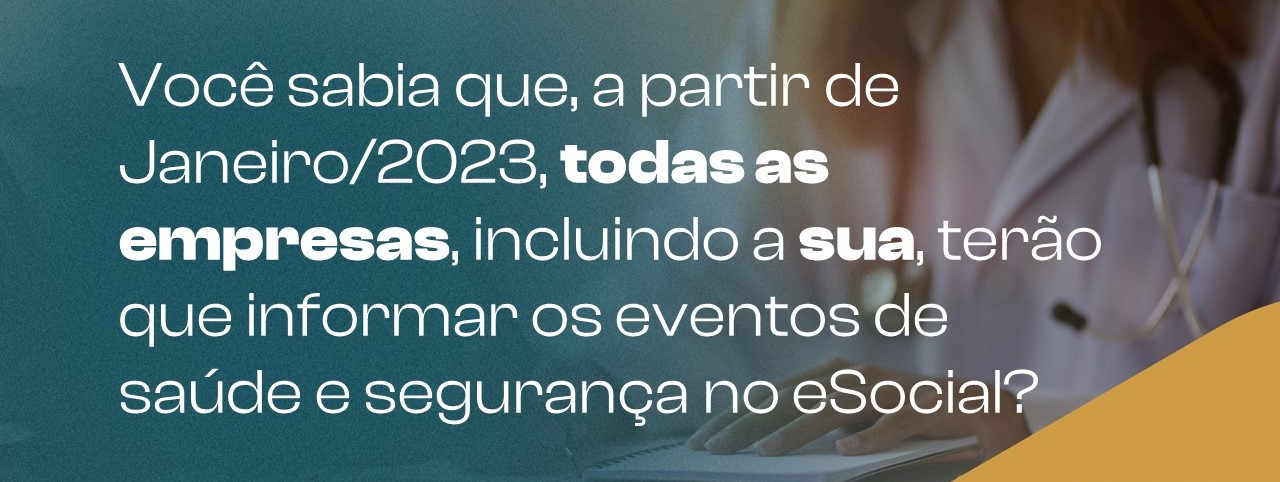 Você sabia que, a partir de
Janeiro/2023, todas as
empresas, incluindo a sua, terão
que informar os eventos de
saúde e segurança no eSocial?